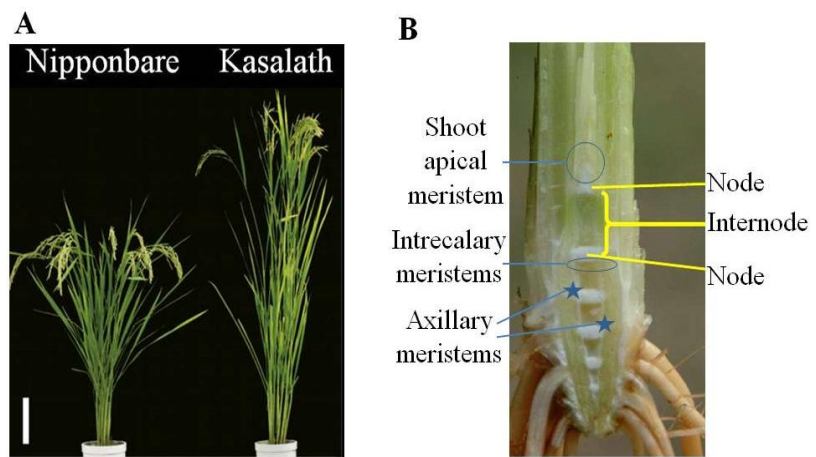 A
Nipponbare Kasalath
B
Shoot
apical
meristem
Intrecalary
meristems
Axillary
meristems
Node
Internode
Node